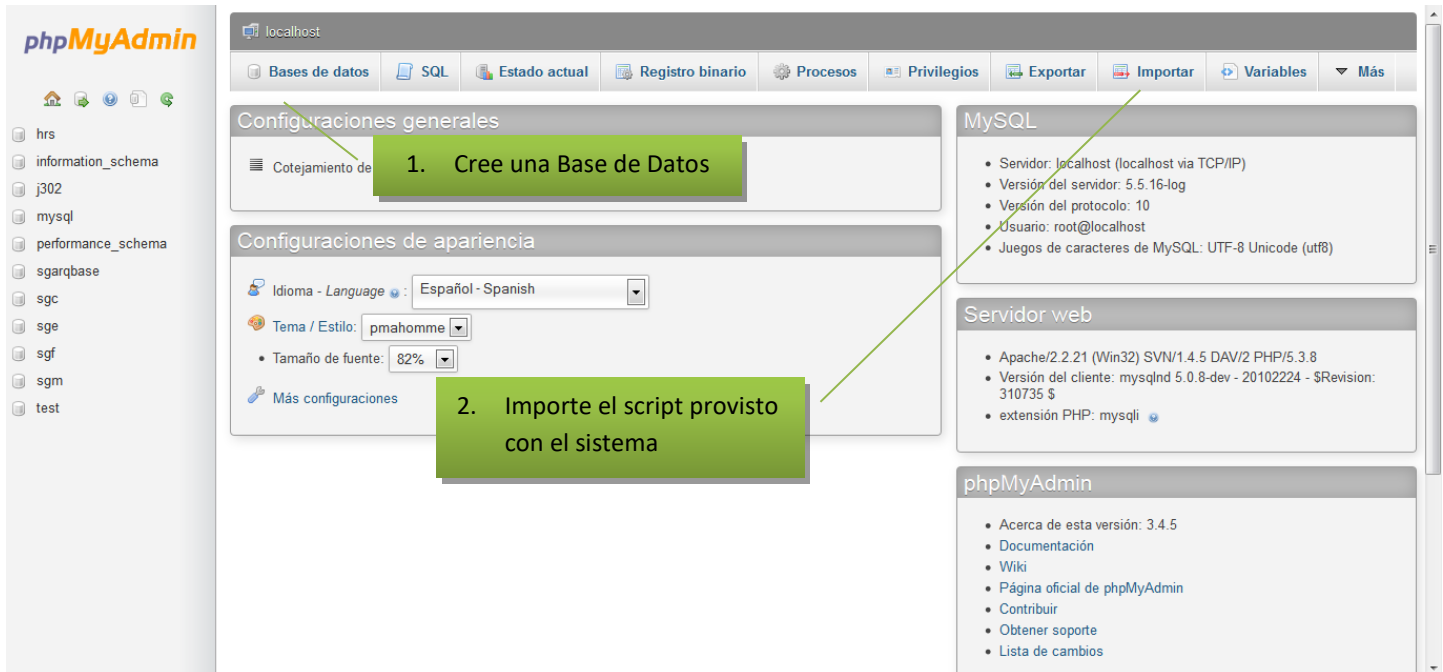 phpMyAdmin
hrs
information_schema
j302
mysql
performance_schema
sgarqbase
sgc
sge
sgf
sgm
test
localhost
Bases de datos SQL Estado actual Registro binario Procesos Privilegios Exportar Importar Variables Más
Configuraciones generales
Cotejamiento de
1. Cree una Base de Datos
Configuraciones de apariencia
Idioma - Language : Español - Spanish
Tema / Estilo: pmahomme
Tamaño de fuente: 82%
Más configuraciones
2. Importe el script provisto
con el sistema
MySQL
Servidor: localhost (localhost via TCP/IP)
Versión del servidor: 5.5.16-log
Versión del protocolo: 10
Usuario: root@localhost
Juegos de caracteres de MySQL: UTF-8 Unicode (utf8)
Servidor web
Apache/2.2.21 (Win32) SVN/1.4.5 DAV/2 PHP/5.3.8
Versión del cliente: mysqlnd 5.0.8-dev - 20102224 - $Revision:
310735 $
extensión PHP: mysqli
phpMyAdmin
Acerca de esta versión: 3.4.5
Documentación
Wiki
Página oficial de phpMyAdmin
Contribuir
Obtener soporte
Lista de cambios